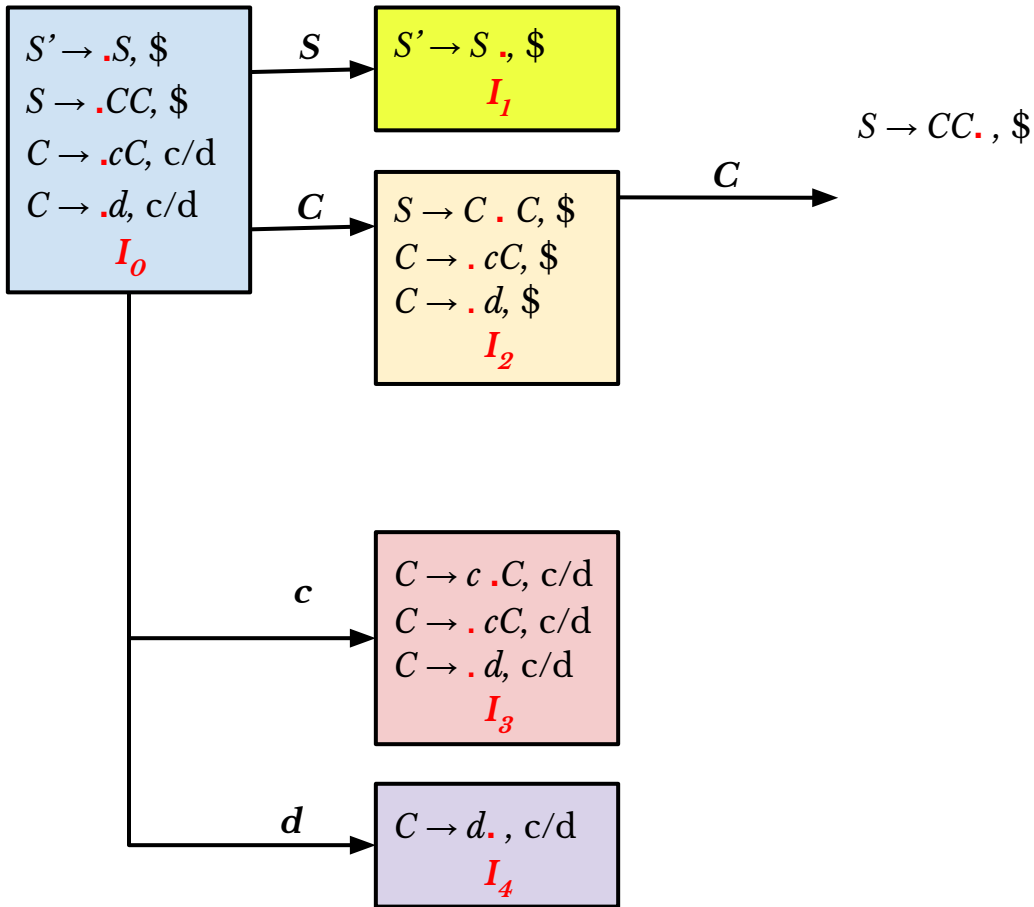 S’ → .S, $
S → .CC, $
C → .cC, c/d
C → .d, c/d
I0
S
S’ → S ., $
I1
C
S → C . C, $
C → . cC, $
C → . d, $
I2
C
S → CC. , $
c
C → c .C, c/d
C → . cC, c/d
C → . d, c/d
I3
d
C → d. , c/d
I4